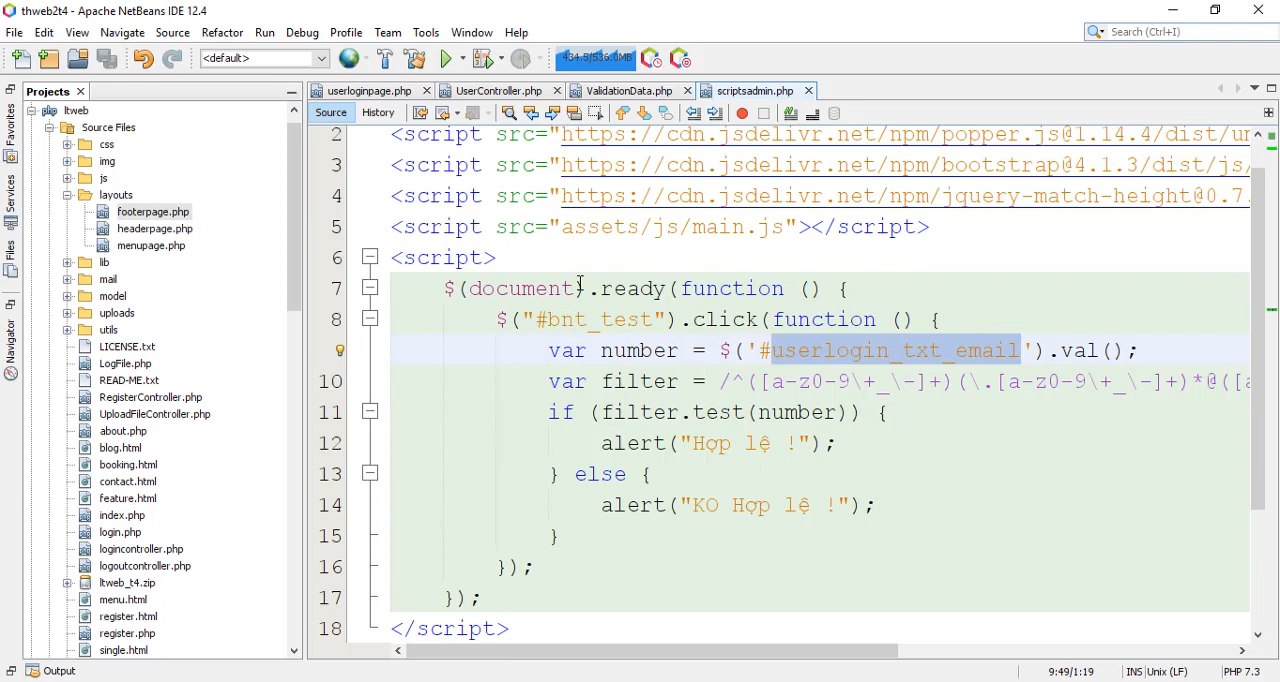 thweb2t4 - Apache NetBeans IDE 12.4
File Edit View Navigate Source Refactor Run Debug Profile Team Tools Window Help
Search (Ctrl+I)
<default>
434.5/536.0MB
Projects
userloginpage.php UserController.php ValidationData.php scriptsadmin.php
Source History
Favorites
Services
Files
Navigator
ltweb
Source Files
css
img
js
layouts
footerpage.php
headerpage.php
menupage.php
lib
mail
model
uploads
utils
LICENSE.txt
LogFile.php
READ-ME.txt
RegisterController.php
UploadFileController.php
about.php
blog.html
booking.html
contact.html
feature.html
index.php
login.php
logincontroller.php
logoutcontroller.php
ltweb_t4.zip
menu.html
register.html
register.php
single.html
2 <script src="https://cdn.jsdelivr.net/npm/popper.js@1.14.4/dist/um
3 <script src="https://cdn.jsdelivr.net/npm/bootstrap@4.1.3/dist/js/
4 <script src="https://cdn.jsdelivr.net/npm/jquery-match-height@0.7.
5 <script src="assets/js/main.js"></script>
6 <script>
7 $(document).ready(function () {
8 $("#bnt_test").click(function () {
var number = $('#userlogin_txt_email').val();
10 var filter = /^([a-z0-9\+_\-]+)(\.[a-z0-9\+_\-]+)*@([a
11 if (filter.test(number)) {
12 alert("Hợp lệ !");
13 } else {
14 alert("KO Hợp lệ !");
15 }
16 });
17 });
18 </script>
Output
9:49/1:19 INS Unix (LF) PHP 7.3